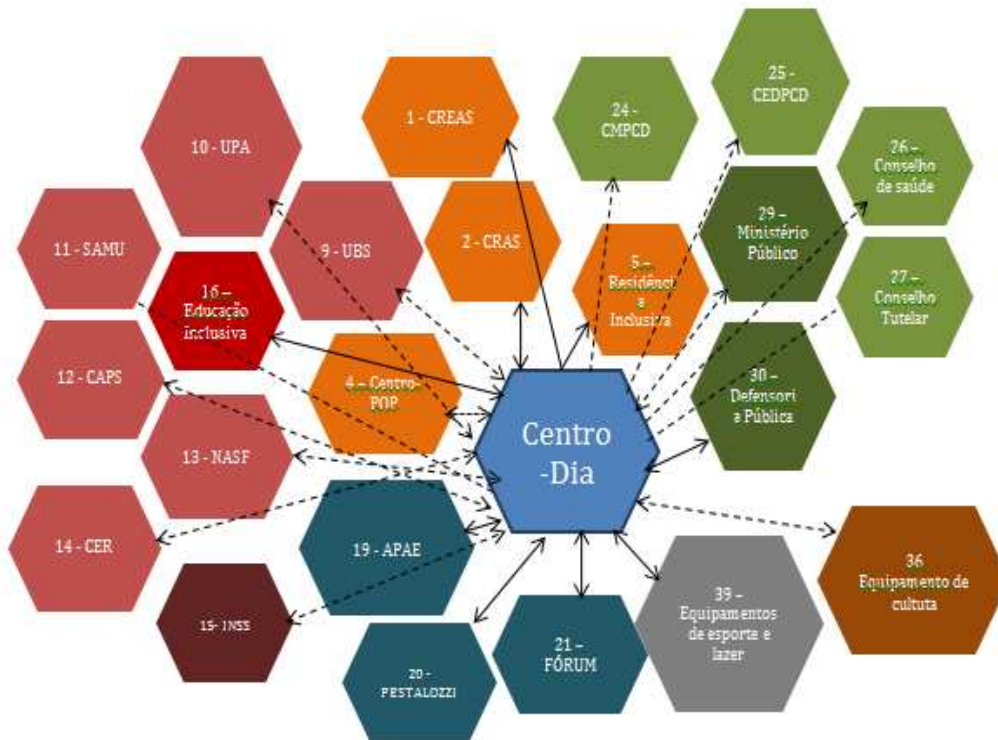 25 -
CEDPCD
1 - CREAS
24 -
CMPCD
10 - UPA
26 –
Conselho
de saúde
29 –
Ministério
Público
11 - SAMU
9 - UBS
2 - CRAS
5 –
Residênci
a
Inclusiva
16 –
Educação
Inclusiva
27 –
Conselho
Tutelar
12 - CAPS
4 – Centro-
POP
30 –
Defensori
a Pública
Centro
-Dia
13 - NASF
14 - CER
19 - APAE
36
Equipamento de
cultuta
39 –
Equipamentos
de esporte e
lazer
15- INSS
21 –
FÓRUM
20 -
PESTALOZZI